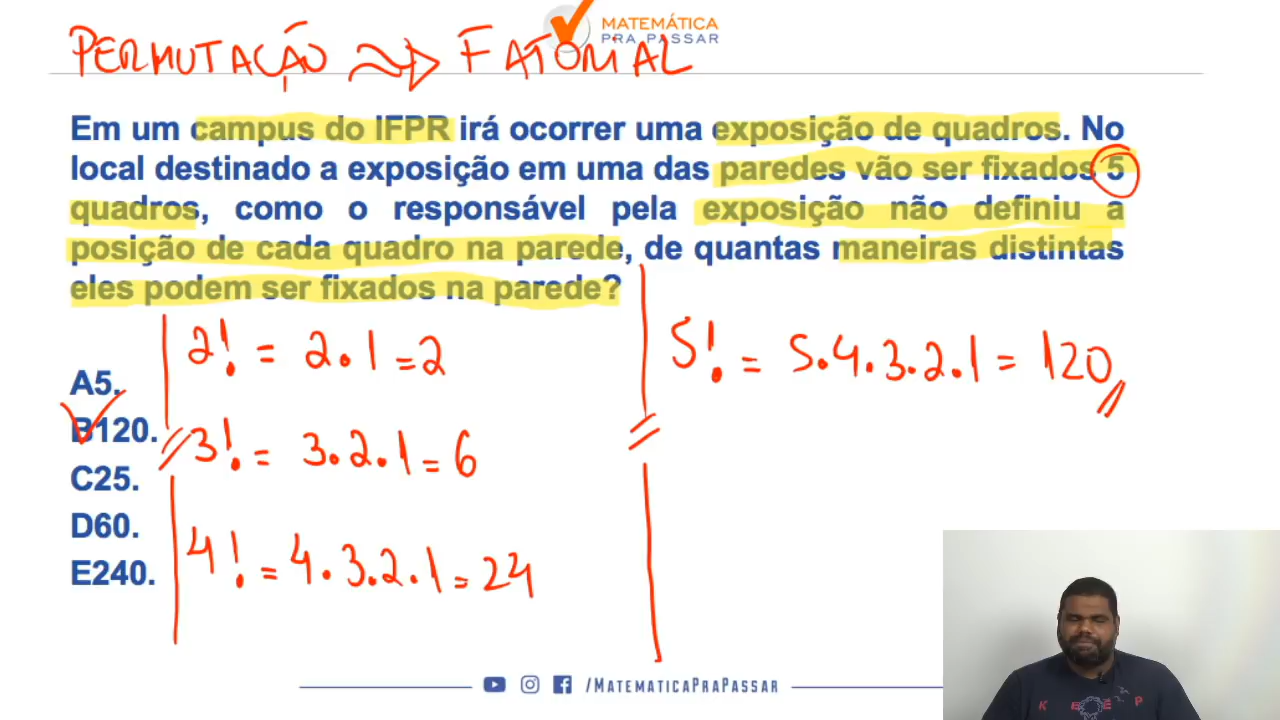 MATEMÁTICA
PRA PASSAR
PERMUTAÇÃO FATORIAL
Em um campus do IFPR irá ocorrer uma exposição de quadros. No
local destinado a exposição em uma das paredes vão ser fixados 5
quadros, como o responsável pela exposição não definiu a
posição de cada quadro na parede, de quantas maneiras distintas
eles podem ser fixados na parede?
A5.
B120.
C25.
D60.
E240.
2! = 2.1 = 2
3! = 3.2.1 = 6
4! = 4.3.2.1 = 24
5! = 5.4.3.2.1 = 120
KEEP
/MATEMATICAPRAPASSAR